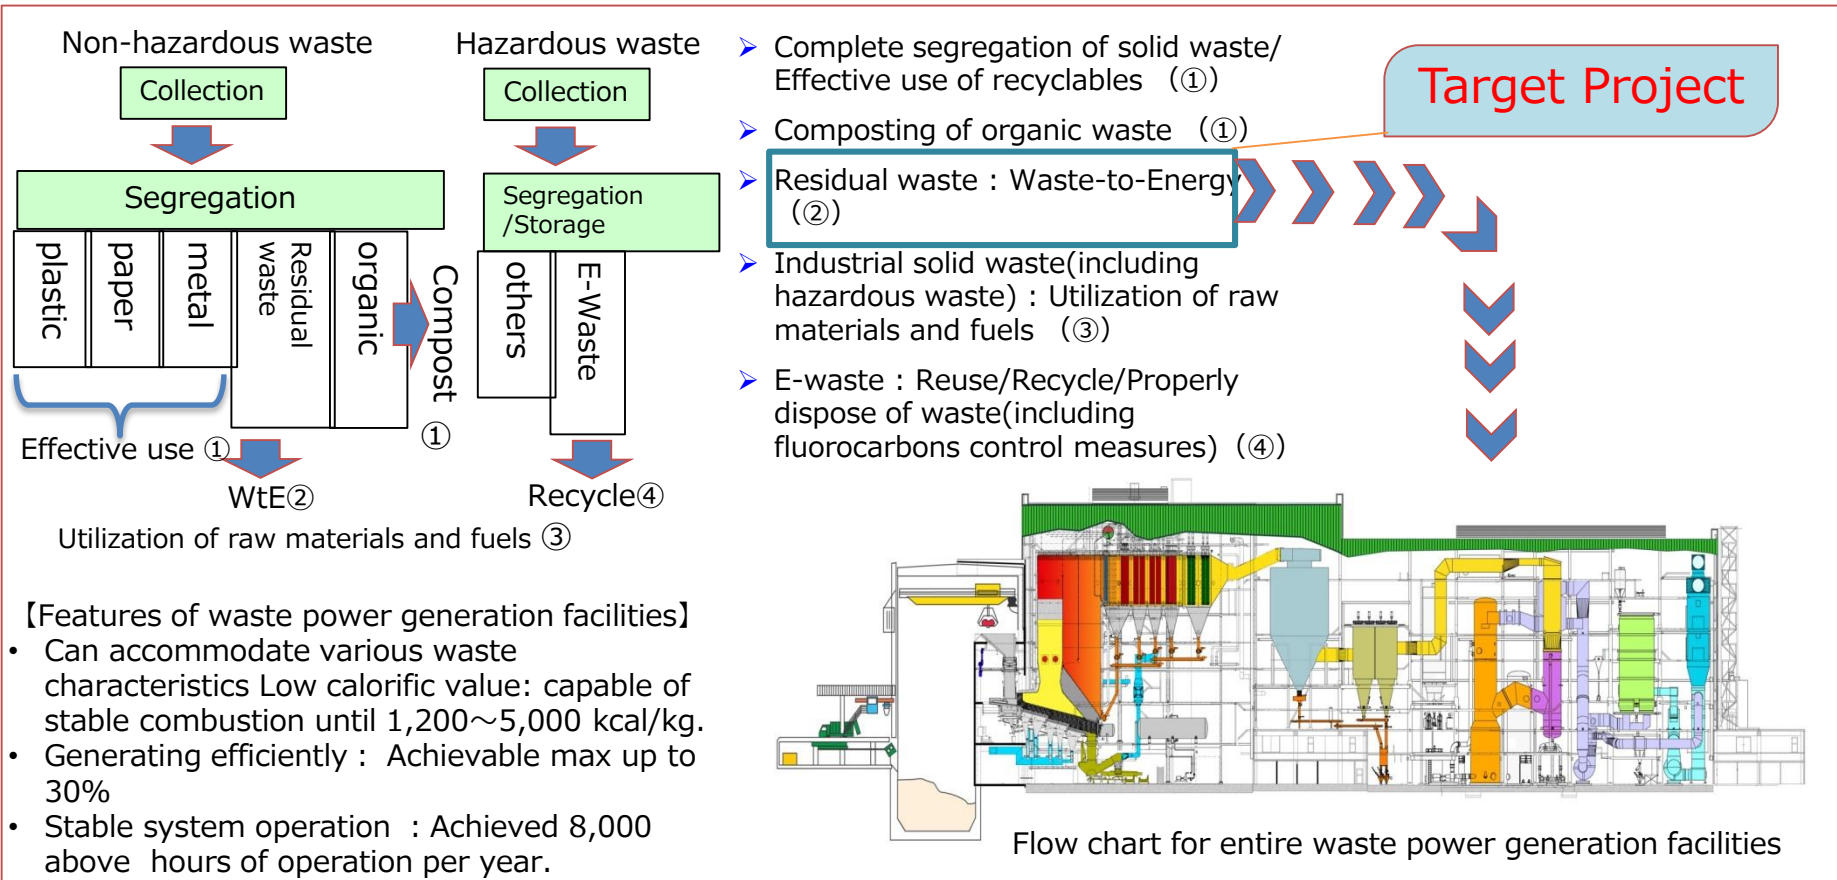 Non-hazardous waste
Collection
Segregation
plastic
paper
metal
Residual
waste
organic
Compost
①
Effective use ①
WtE②
Utilization of raw materials and fuels ③
Hazardous waste
Collection
Segregation
/Storage
others
E-Waste
Recycle④
【Features of waste power generation facilities】
• Can accommodate various waste
characteristics Low calorific value: capable of
stable combustion until 1,200～5,000 kcal/kg.
• Generating efficiently : Achievable max up to
30%
• Stable system operation : Achieved 8,000
above hours of operation per year.
➢ Complete segregation of solid waste/
Effective use of recyclables （①）
➢ Composting of organic waste （①）
➢ Residual waste : Waste-to-Energy
（②）
➢ Industrial solid waste(including
hazardous waste) : Utilization of raw
materials and fuels （③）
➢ E-waste : Reuse/Recycle/Properly
dispose of waste(including
fluorocarbons control measures)（④）
Target Project
Flow chart for entire waste power generation facilities